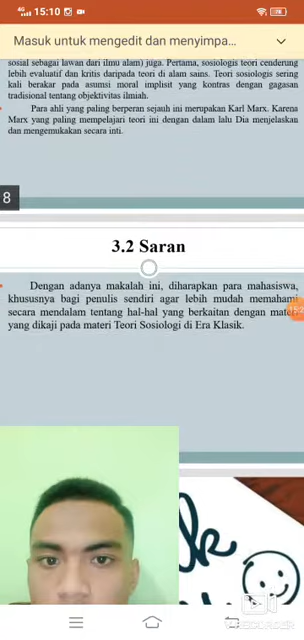 4G 15:10
Masuk untuk mengedit dan menyimpa...
sosial sebagai lawan dari ilmu alam) juga. Pertama, sosiologis teori cenderung
lebih evaluatif dan kritis daripada teori di alam sains. Teori sosiologis sering
kali berakar pada asumsi moral implisit yang kontras dengan gagasan
tradisional tentang objektivitas ilmiah.
Para ahli yang paling berperan sejauh ini merupakan Karl Marx. Karena
Marx yang paling mempelajari teori ini dengan dalam lalu Dia menjelaskan
dan mengemukakan secara inti.
8
3.2 Saran
Dengan adanya makalah ini, diharapkan para mahasiswa,
khususnya bagi penulis sendiri agar lebih mudah memahami
secara mendalam tentang hal-hal yang berkaitan dengan materi
yang dikaji pada materi Teori Sosiologi di Era Klasik.